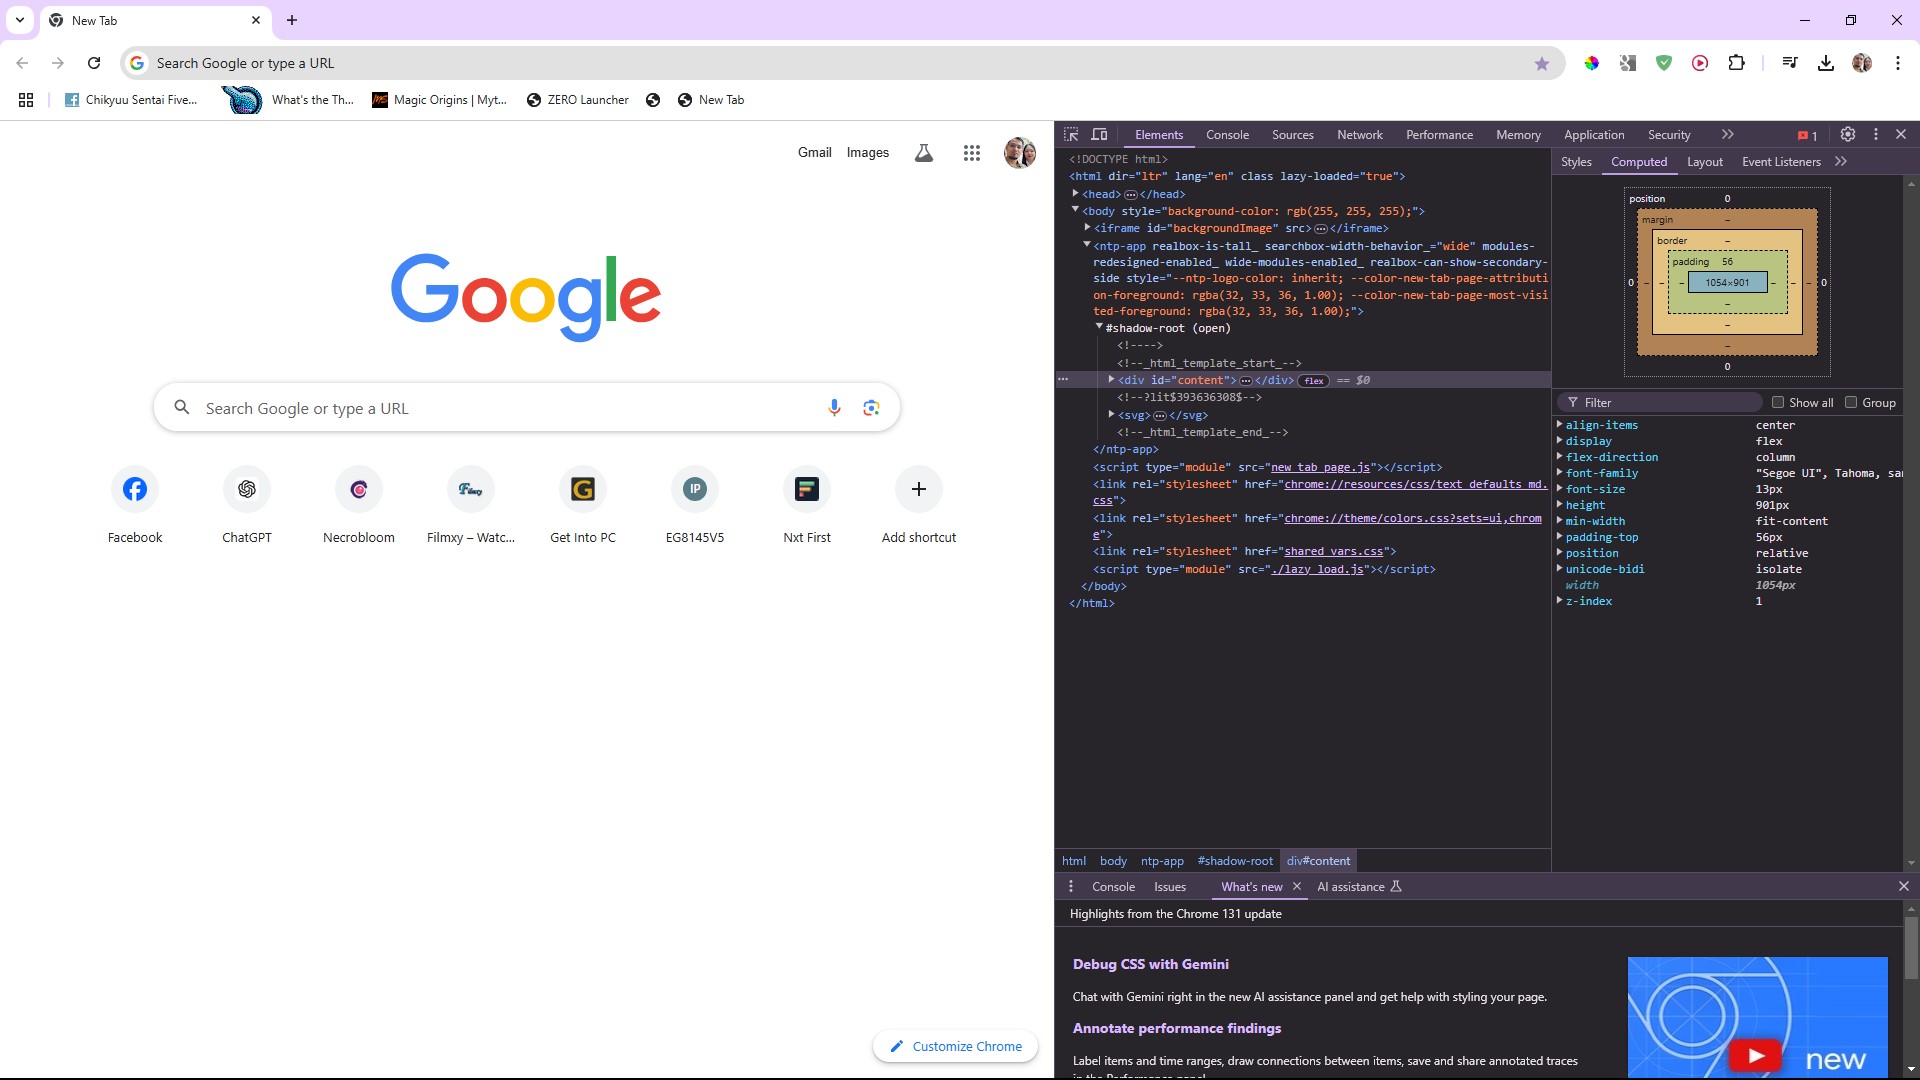 New Tab
Search Google or type a URL
Chikyuu Sentai Five...
What's the Th...
Magic Origins | Myt...
ZERO Launcher
New Tab
Gmail
Images
Google
Search Google or type a URL
Facebook
ChatGPT
Necrobloom
Filmxy – Watc...
Get Into PC
IP
EG8145V5
Nxt First
Add shortcut
Customize Chrome
Elements
Console
Sources
Network
Performance
Memory
Application
Security
1
<!DOCTYPE html>
<html dir="ltr" lang="en" class lazy-loaded="true">
<head></head>
<body style="background-color: rgb(255, 255, 255);">
<iframe id="backgroundImage" src></iframe>
<ntp-app realbox-is-tall_ searchbox-width-behavior_="wide" modules-
redesigned-enabled_ wide-modules-enabled_ realbox-can-show-secondary-
side style="--ntp-logo-color: inherit; --color-new-tab-page-attributi
on-foreground: rgba(32, 33, 36, 1.00); --color-new-tab-page-most-visi
ted-foreground: rgba(32, 33, 36, 1.00);">
#shadow-root (open)
<!---->
<!--_html_template_start_-->
<div id="content"></div> flex == $0
<!--?lit$393636308$-->
<svg></svg>
<!--_html_template_end_-->
</ntp-app>
<script type="module" src="new_tab_page.js"></script>
<link rel="stylesheet" href="chrome://resources/css/text_defaults_md.
css">
<link rel="stylesheet" href="chrome://theme/colors.css?sets=ui,chrom
e">
<link rel="stylesheet" href="shared_vars.css">
<script type="module" src="./lazy_load.js"></script>
</body>
</html>
html
body
ntp-app
#shadow-root
div#content
Styles
Computed
Layout
Event Listeners
position 0
margin –
border –
padding 56
0 – – – 1054×901 – – – 0
–
–
–
0
Filter
Show all
Group
align-items center
display flex
flex-direction column
font-family "Segoe UI", Tahoma, sa
font-size 13px
height 901px
min-width fit-content
padding-top 56px
position relative
unicode-bidi isolate
width 1054px
z-index 1
Console
Issues
What's new
AI assistance
Highlights from the Chrome 131 update
Debug CSS with Gemini
Chat with Gemini right in the new AI assistance panel and get help with styling your page.
Annotate performance findings
Label items and time ranges, draw connections between items, save and share annotated traces
in the Performance panel.
new